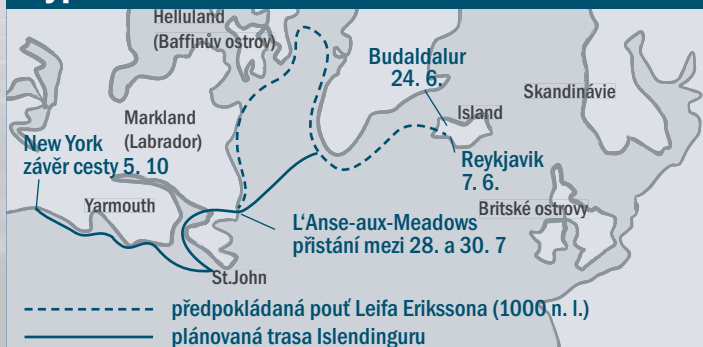 Helluland
(Baffinův ostrov)
Budaldalur
24. 6.
Skandinávie
Island
Markland
(Labrador)
New York
závěr cesty 5. 10
Reykjavik
7. 6.
Yarmouth
Britské ostrovy
L'Anse-aux-Meadows
přistání mezi 28. a 30. 7
St.John
předpokládaná pouť Leifa Erikssona (1000 n. l.)
plánovaná trasa Islendinguru